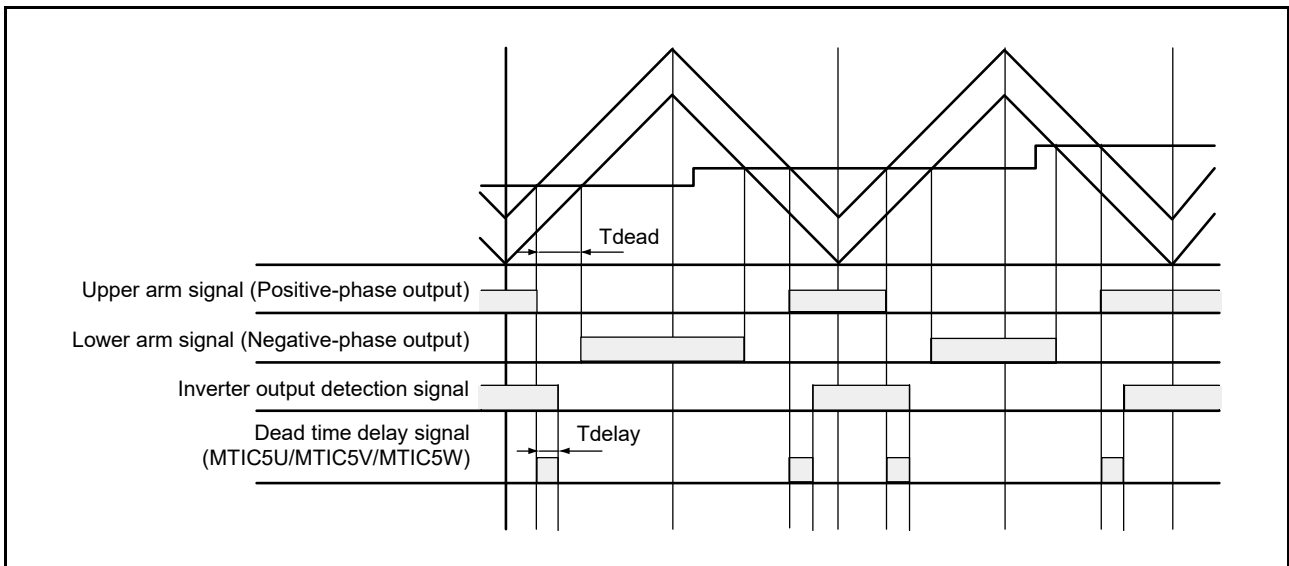 Tdead
Upper arm signal (Positive-phase output)
Lower arm signal (Negative-phase output)
Inverter output detection signal
Dead time delay signal
(MTIC5U/MTIC5V/MTIC5W)
Tdelay